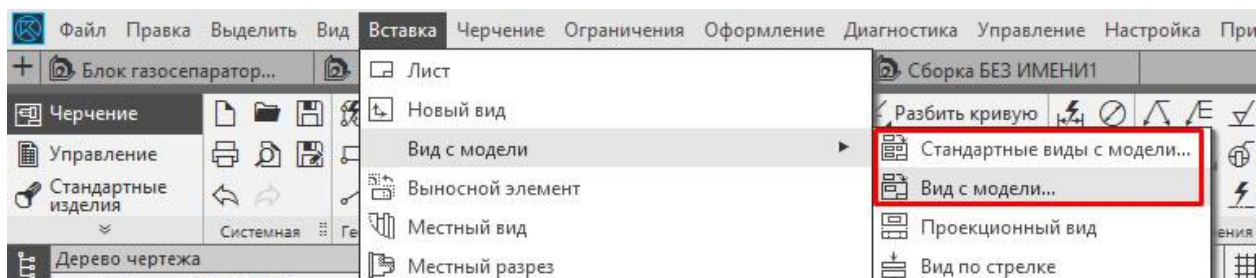 Файл Правка Выделить Вид Вставка Черчение Ограничения Оформление Диагностика Управление Настройка При
Блок газосепаратор... Сборка БЕЗ ИМЕНИ1
Лист
Черчение Новый вид Разбить кривую
Управление Вид с модели Стандартные виды с модели...
Стандартные изделия Выносной элемент Вид с модели...
Системная Ге Местный вид Проекционный вид ения
Дерево чертежа Местный разрез Вид по стрелке